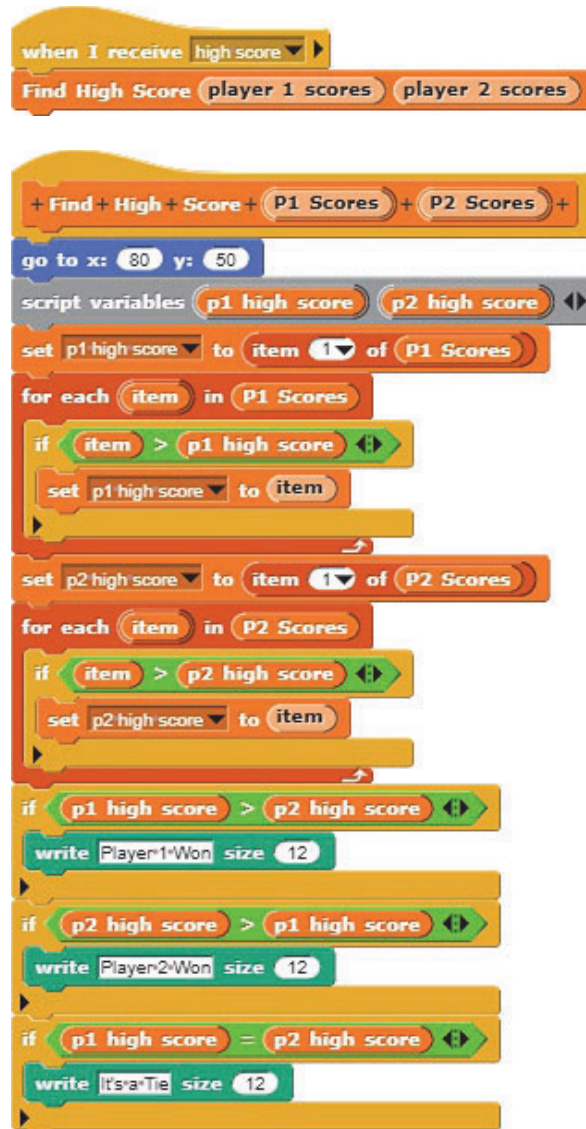 when I receive high score
Find High Score player 1 scores player 2 scores
+ Find + High + Score + P1 Scores + P2 Scores +
go to x: 80 y: 50
script variables p1 high score p2 high score
set p1 high score to item 1 of P1 Scores
for each item in P1 Scores
if item > p1 high score
set p1 high score to item
set p2 high score to item 1 of P2 Scores
for each item in P2 Scores
if item > p2 high score
set p2 high score to item
if p1 high score > p2 high score
write Player 1 Won size 12
if p2 high score > p1 high score
write Player 2 Won size 12
if p1 high score = p2 high score
write It's a Tie size 12